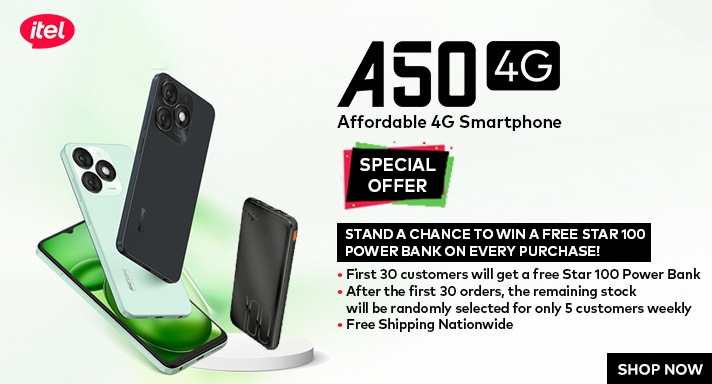 itel
A50 4G
Affordable 4G Smartphone
SPECIAL
OFFER
STAND A CHANCE TO WIN A FREE STAR 100
POWER BANK ON EVERY PURCHASE!
• First 30 customers will get a free Star 100 Power Bank
• After the first 30 orders, the remaining stock
will be randomly selected for only 5 customers weekly
• Free Shipping Nationwide
SHOP NOW